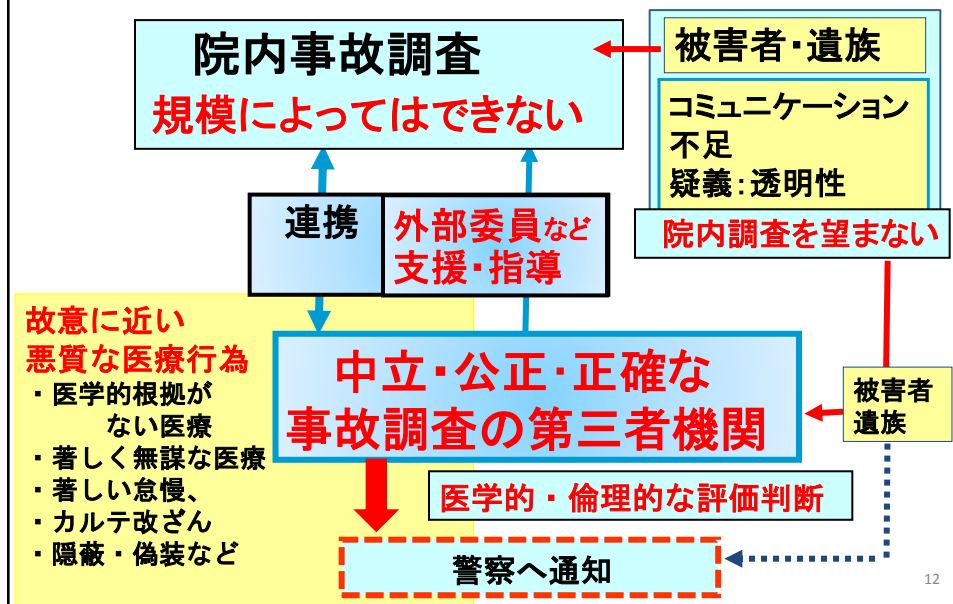 院内事故調査
規模によってはできない
被害者・遺族
コミュニケーション
不足
疑義:透明性
院内調査を望まない
連携
外部委員など
支援・指導
故意に近い
悪質な医療行為
・医学的根拠が
ない医療
・著しく無謀な医療
・著しい怠慢、
・カルテ改ざん
・隠蔽・偽装など
中立・公正・正確な
事故調査の第三者機関
被害者
遺族
医学的・倫理的な評価判断
警察へ通知
12